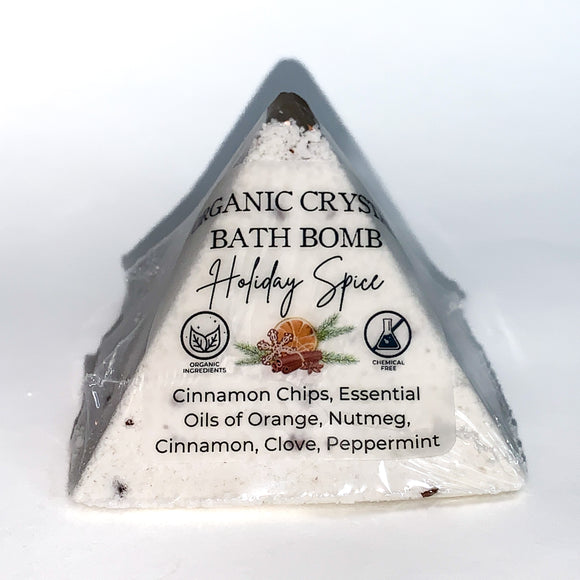 RGANIC CRYS
BATH BOMB
Holiday Spice
ORGANIC
INGREDIENTS
CHEMICAL
FREE
Cinnamon Chips, Essential
Oils of Orange, Nutmeg,
Cinnamon, Clove, Peppermint